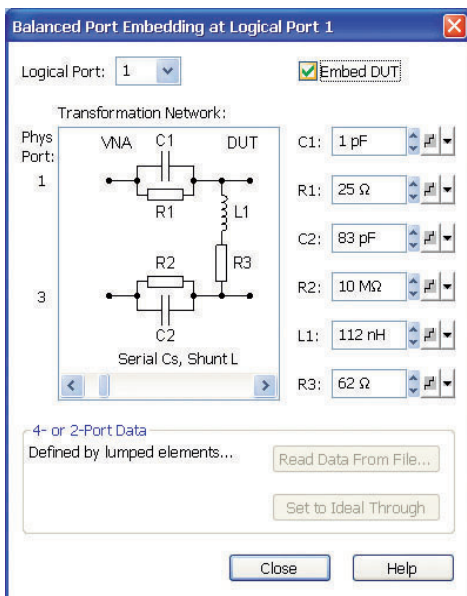 Balanced Port Embedding at Logical Port 1
Logical Port: 1
Embed DUT
Transformation Network:
Phys Port:
VNA C1 DUT
1
R1
L1
R2
R3
3
C2
Serial Cs, Shunt L
C1: 1 pF
R1: 25 Ω
C2: 83 pF
R2: 10 MΩ
L1: 112 nH
R3: 62 Ω
4- or 2-Port Data
Defined by lumped elements...
Read Data From File...
Set to Ideal Through
Close
Help